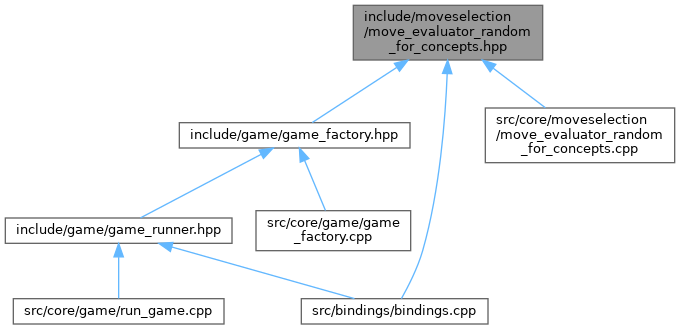 include/moveselection
/move_evaluator_random
_for_concepts.hpp
include/game/game_factory.hpp
src/core/moveselection
/move_evaluator_random
_for_concepts.cpp
include/game/game_runner.hpp
src/core/game/game
_factory.cpp
src/core/game/run_game.cpp
src/bindings/bindings.cpp